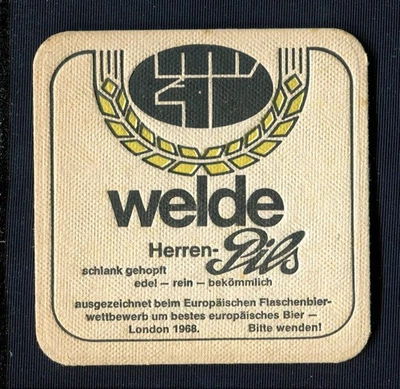 welde
Herren-Pils
schlank gehopft
edel – rein – bekömmlich
ausgezeichnet beim Europäischen Flaschenbier-
wettbewerb um bestes europäisches Bier –
London 1968. Bitte wenden!